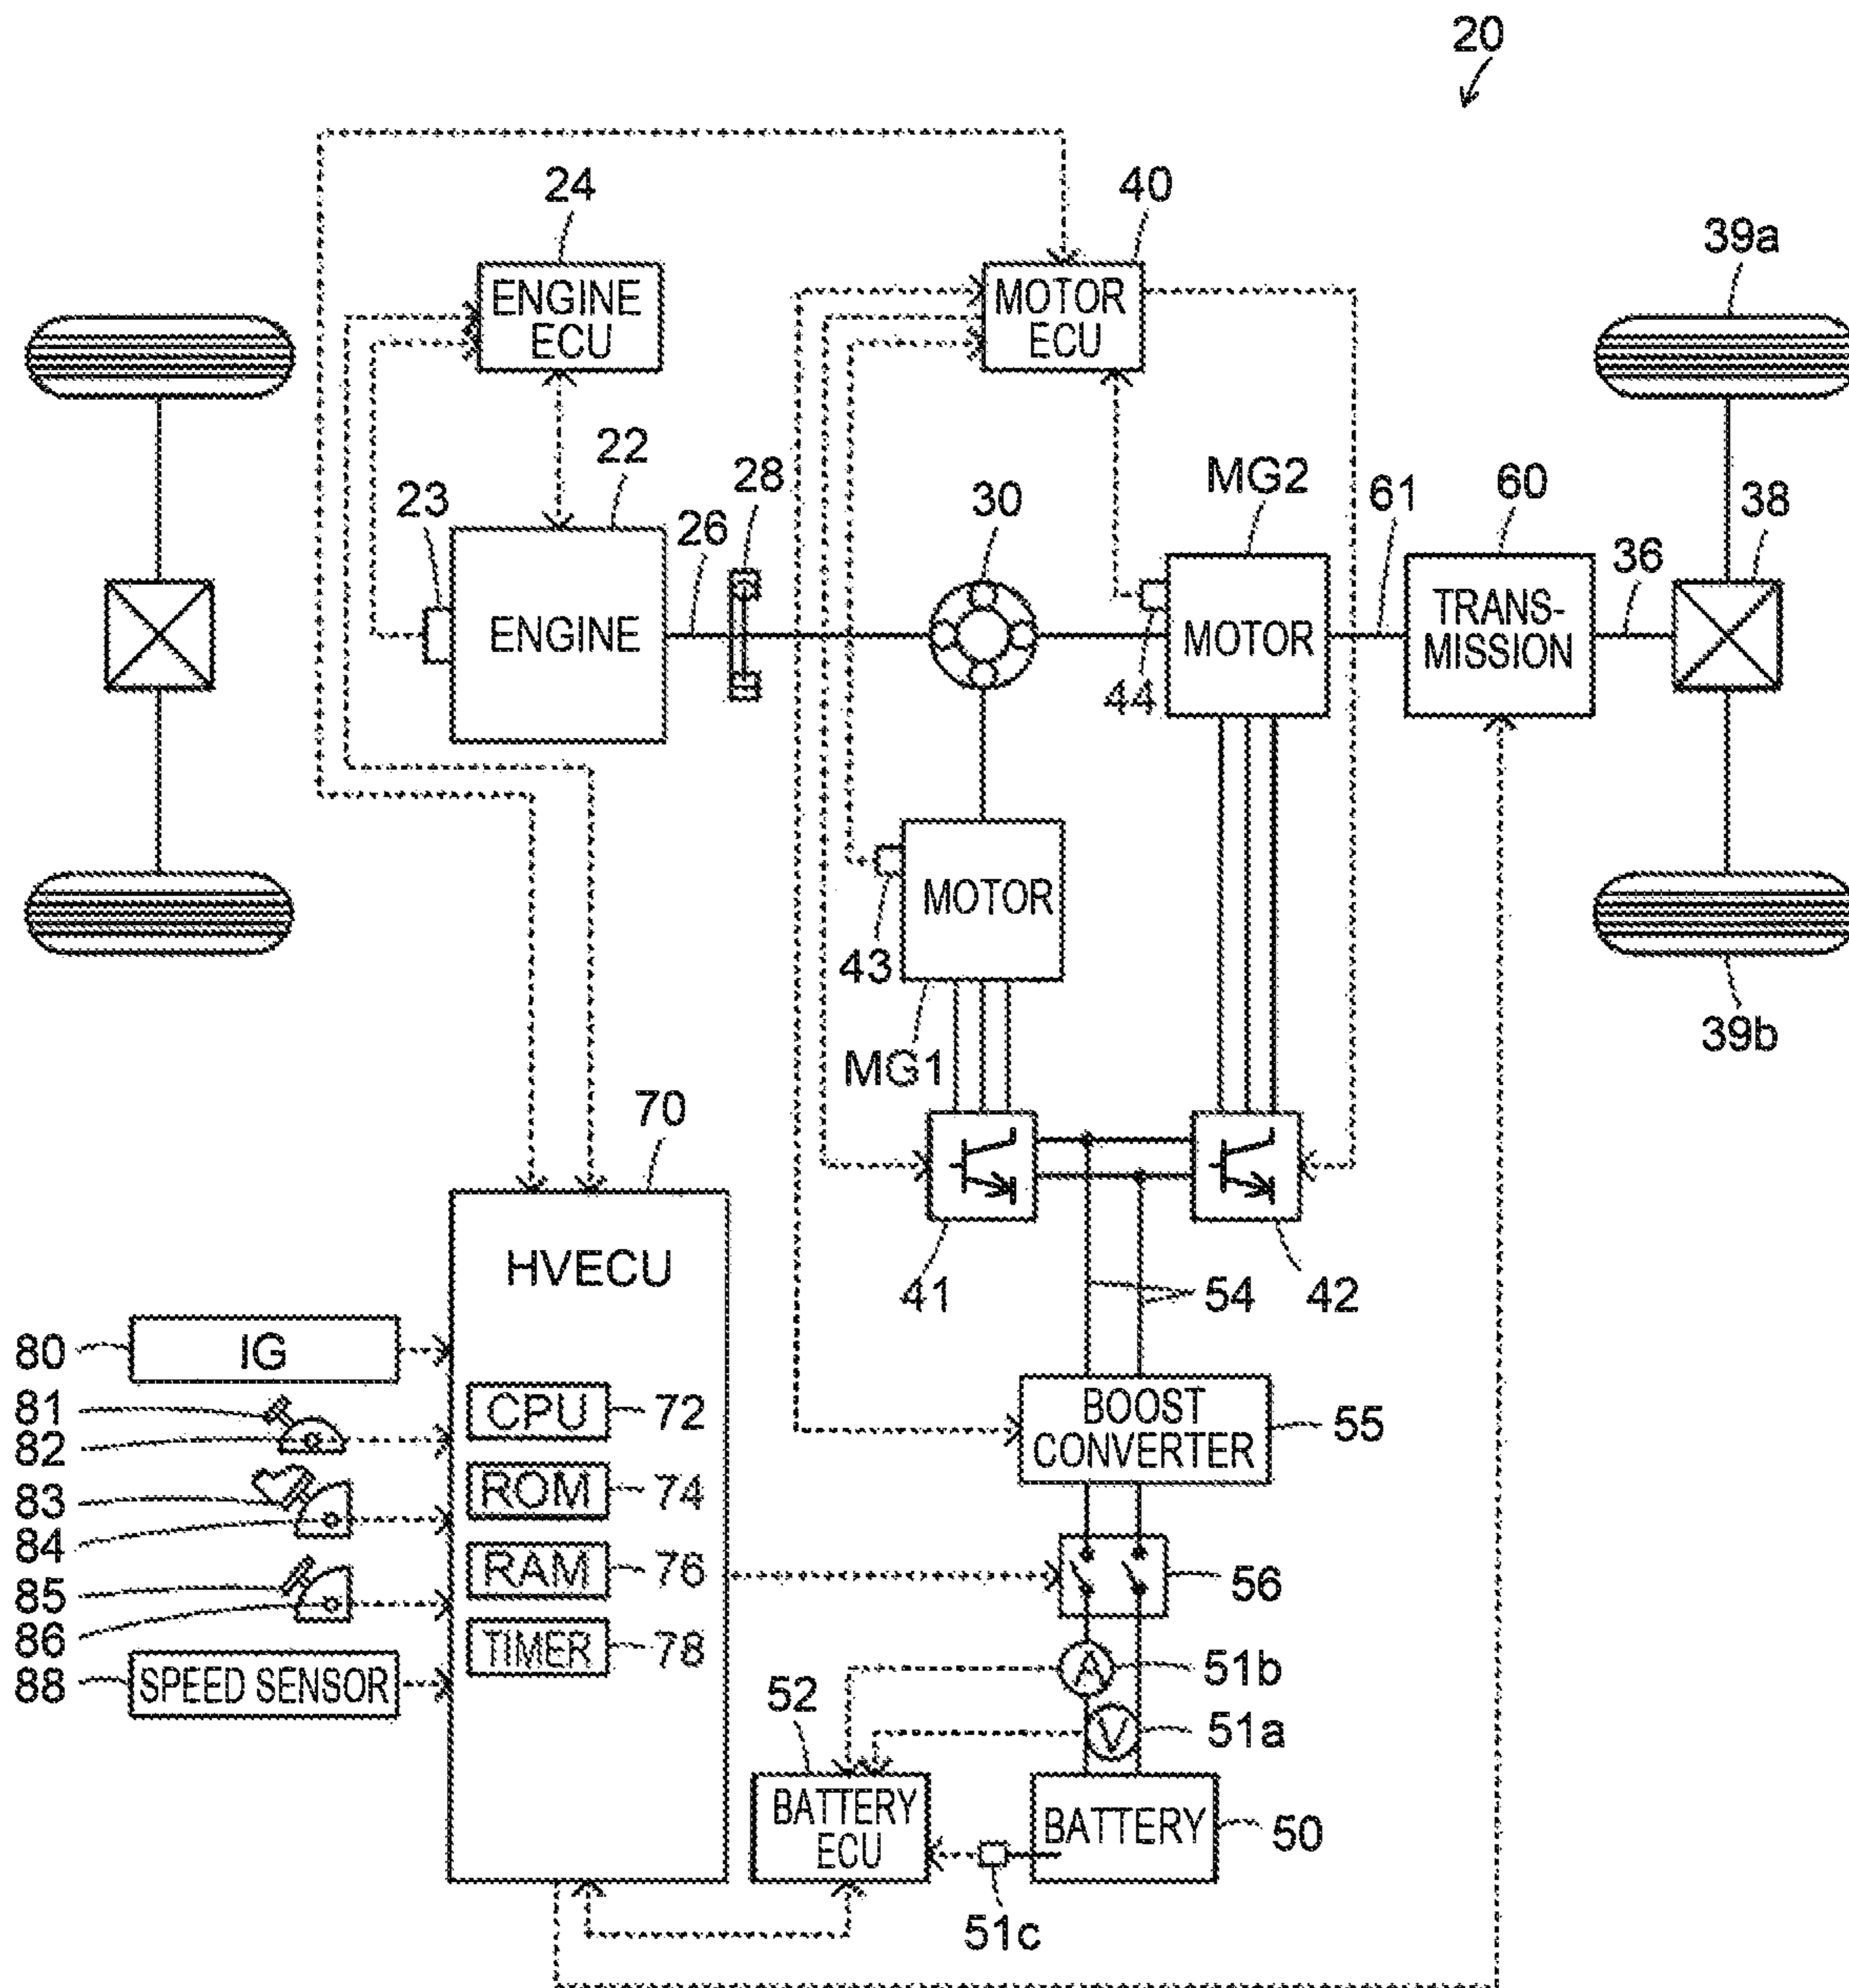 20
24
40
39a
ENGINE
ECU
MOTOR
ECU
22
28
MG2
23
26
30
61
60
38
36
ENGINE
MOTOR
TRANS-
MISSION
44
MOTOR
43
39b
MG1
70
HVECU
41
54
42
80
IG
81
CPU
72
BOOST
CONVERTER
55
82
83
ROM
74
84
85
RAM
76
56
86
TIMER
78
88
SPEED SENSOR
52
51b
A
V
51a
BATTERY
ECU
BATTERY
50
51c